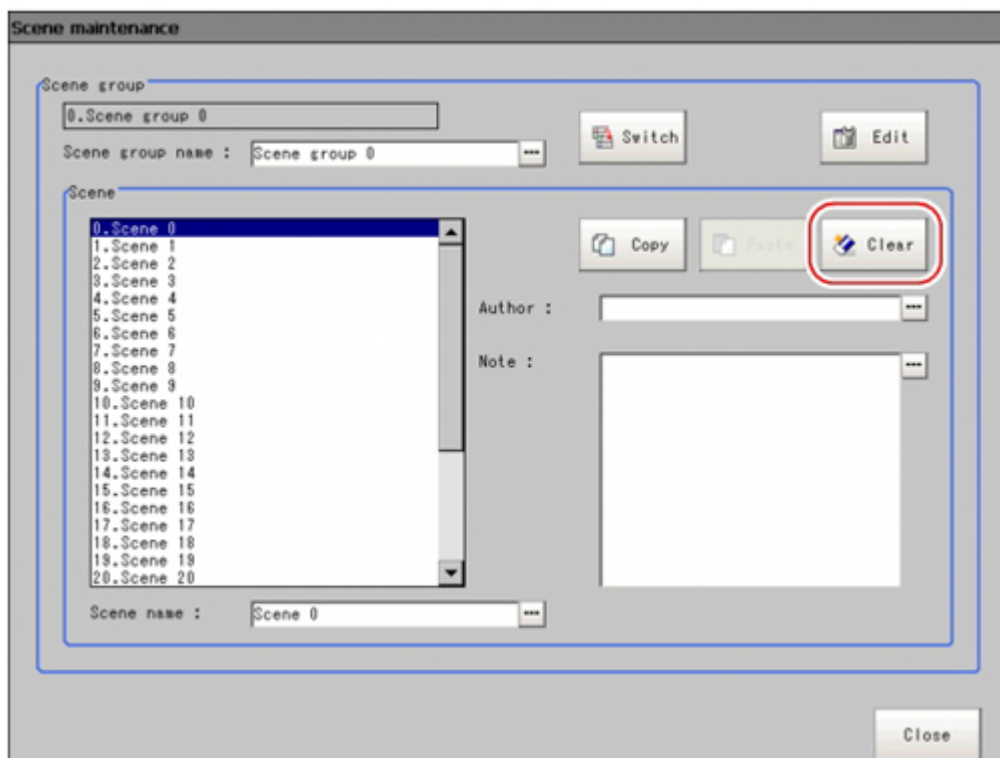 Scene maintenance
Scene group
0.Scene group 0
Switch
Edit
Scene group name :
Scene group 0
Scene
0.Scene 0
1.Scene 1
2.Scene 2
3.Scene 3
4.Scene 4
5.Scene 5
6.Scene 6
7.Scene 7
8.Scene 8
9.Scene 9
10.Scene 10
11.Scene 11
12.Scene 12
13.Scene 13
14.Scene 14
15.Scene 15
16.Scene 16
17.Scene 17
18.Scene 18
19.Scene 19
20.Scene 20
Copy
Paste
Clear
Author :
Note :
Scene name :
Scene 0
Close